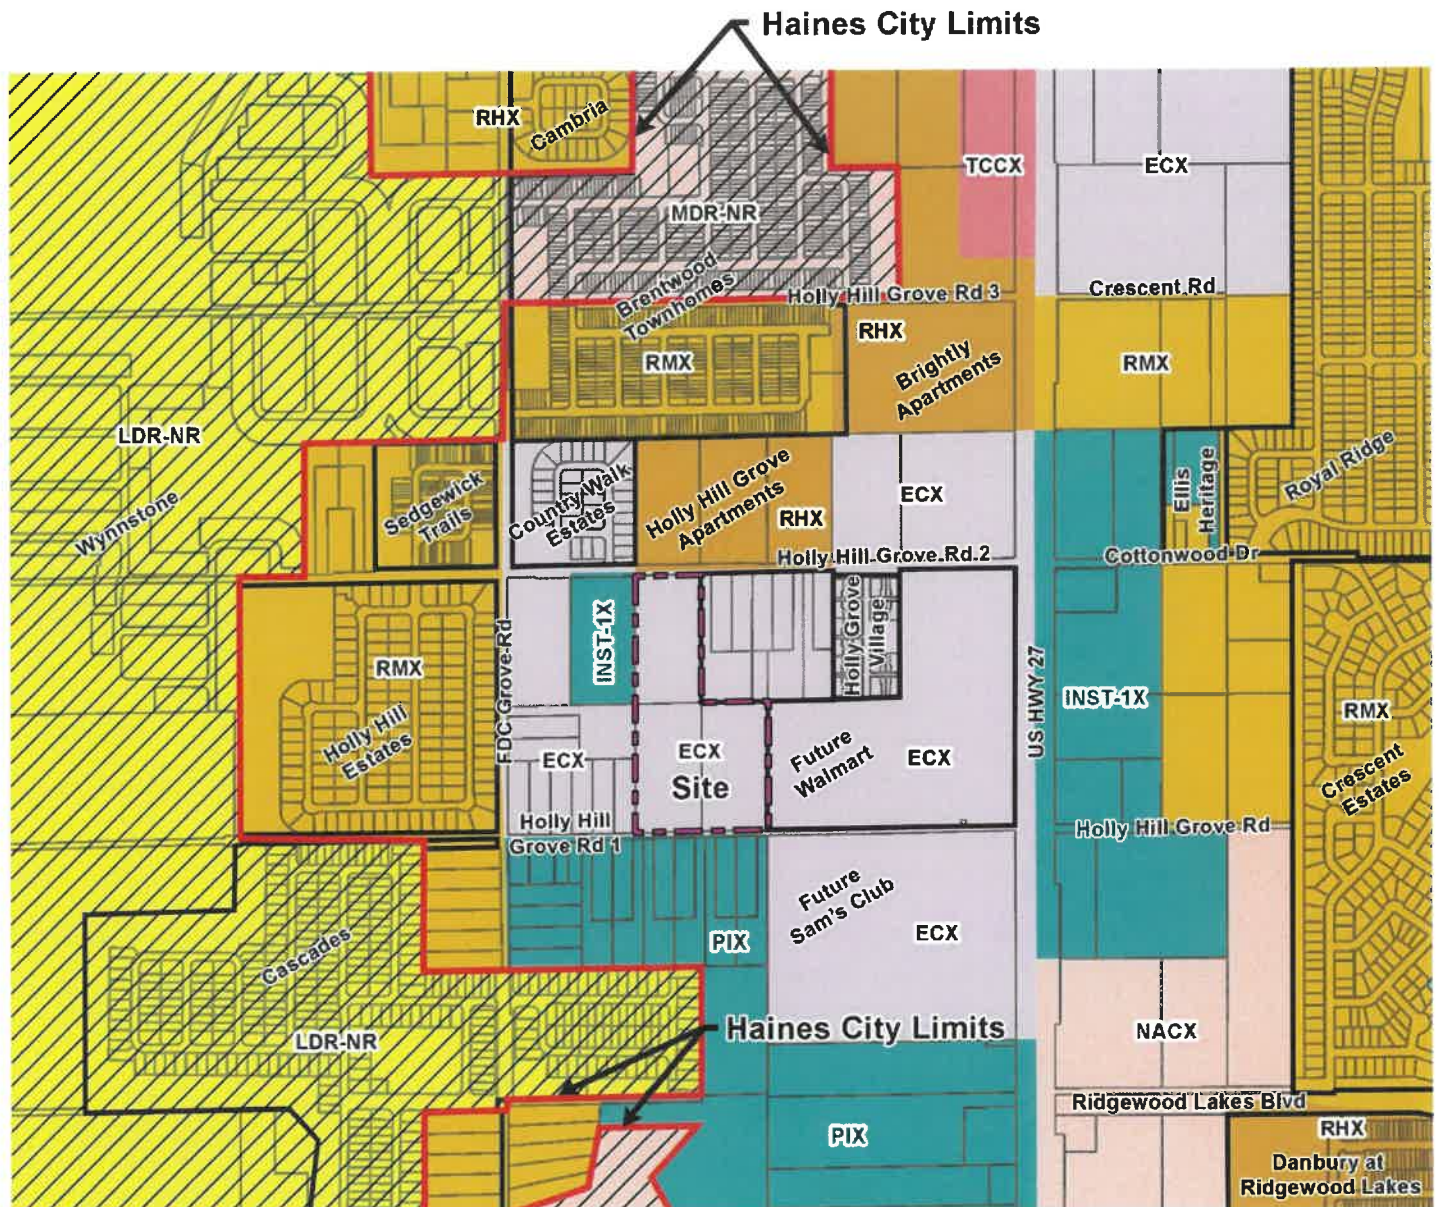 Haines City Limits
RHX
Cambria
TCCX
ECX
MDR-NR
Brentwood
Townhomes
Holly Hill Grove Rd 3
Crescent Rd
RHX
RMX
Brightly
Apartments
RMX
LDR-NR
Wynnstone
Sedgewick
Trails
Country Walk
Estates
Holly Hill Grove
Apartments
RHX
ECX
Ellis
Heritage
Royal Ridge
Holly Hill Grove Rd 2
Cottonwood Dr
FDC Grove Rd
INST-1X
Holly Grove
Village
US HWY 27
RMX
Holly Hill
Estates
INST-1X
RMX
ECX
ECX
Site
Future
Walmart
ECX
Crescent
Estates
Holly Hill
Grove Rd 1
Holly Hill Grove Rd
Future
Sam's Club
PIX
ECX
Cascades
LDR-NR
Haines City Limits
NACX
Ridgewood Lakes Blvd
PIX
RHX
Danbury at
Ridgewood Lakes